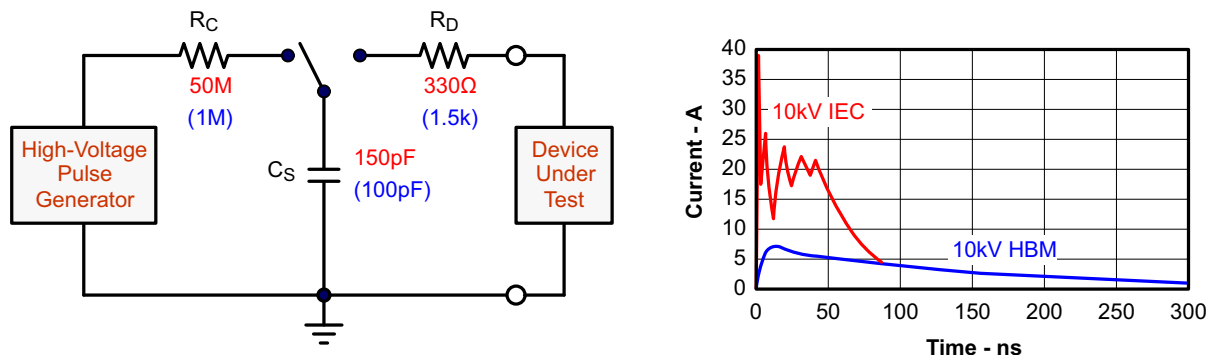 R_C
R_D
50M
(1M)
330Ω
(1.5k)
High-Voltage
Pulse
Generator
C_S
150pF
(100pF)
Device
Under
Test
Current - A
40
35
30
25
20
15
10
5
0
10kV IEC
10kV HBM
0
50
100
150
200
250
300
Time - ns